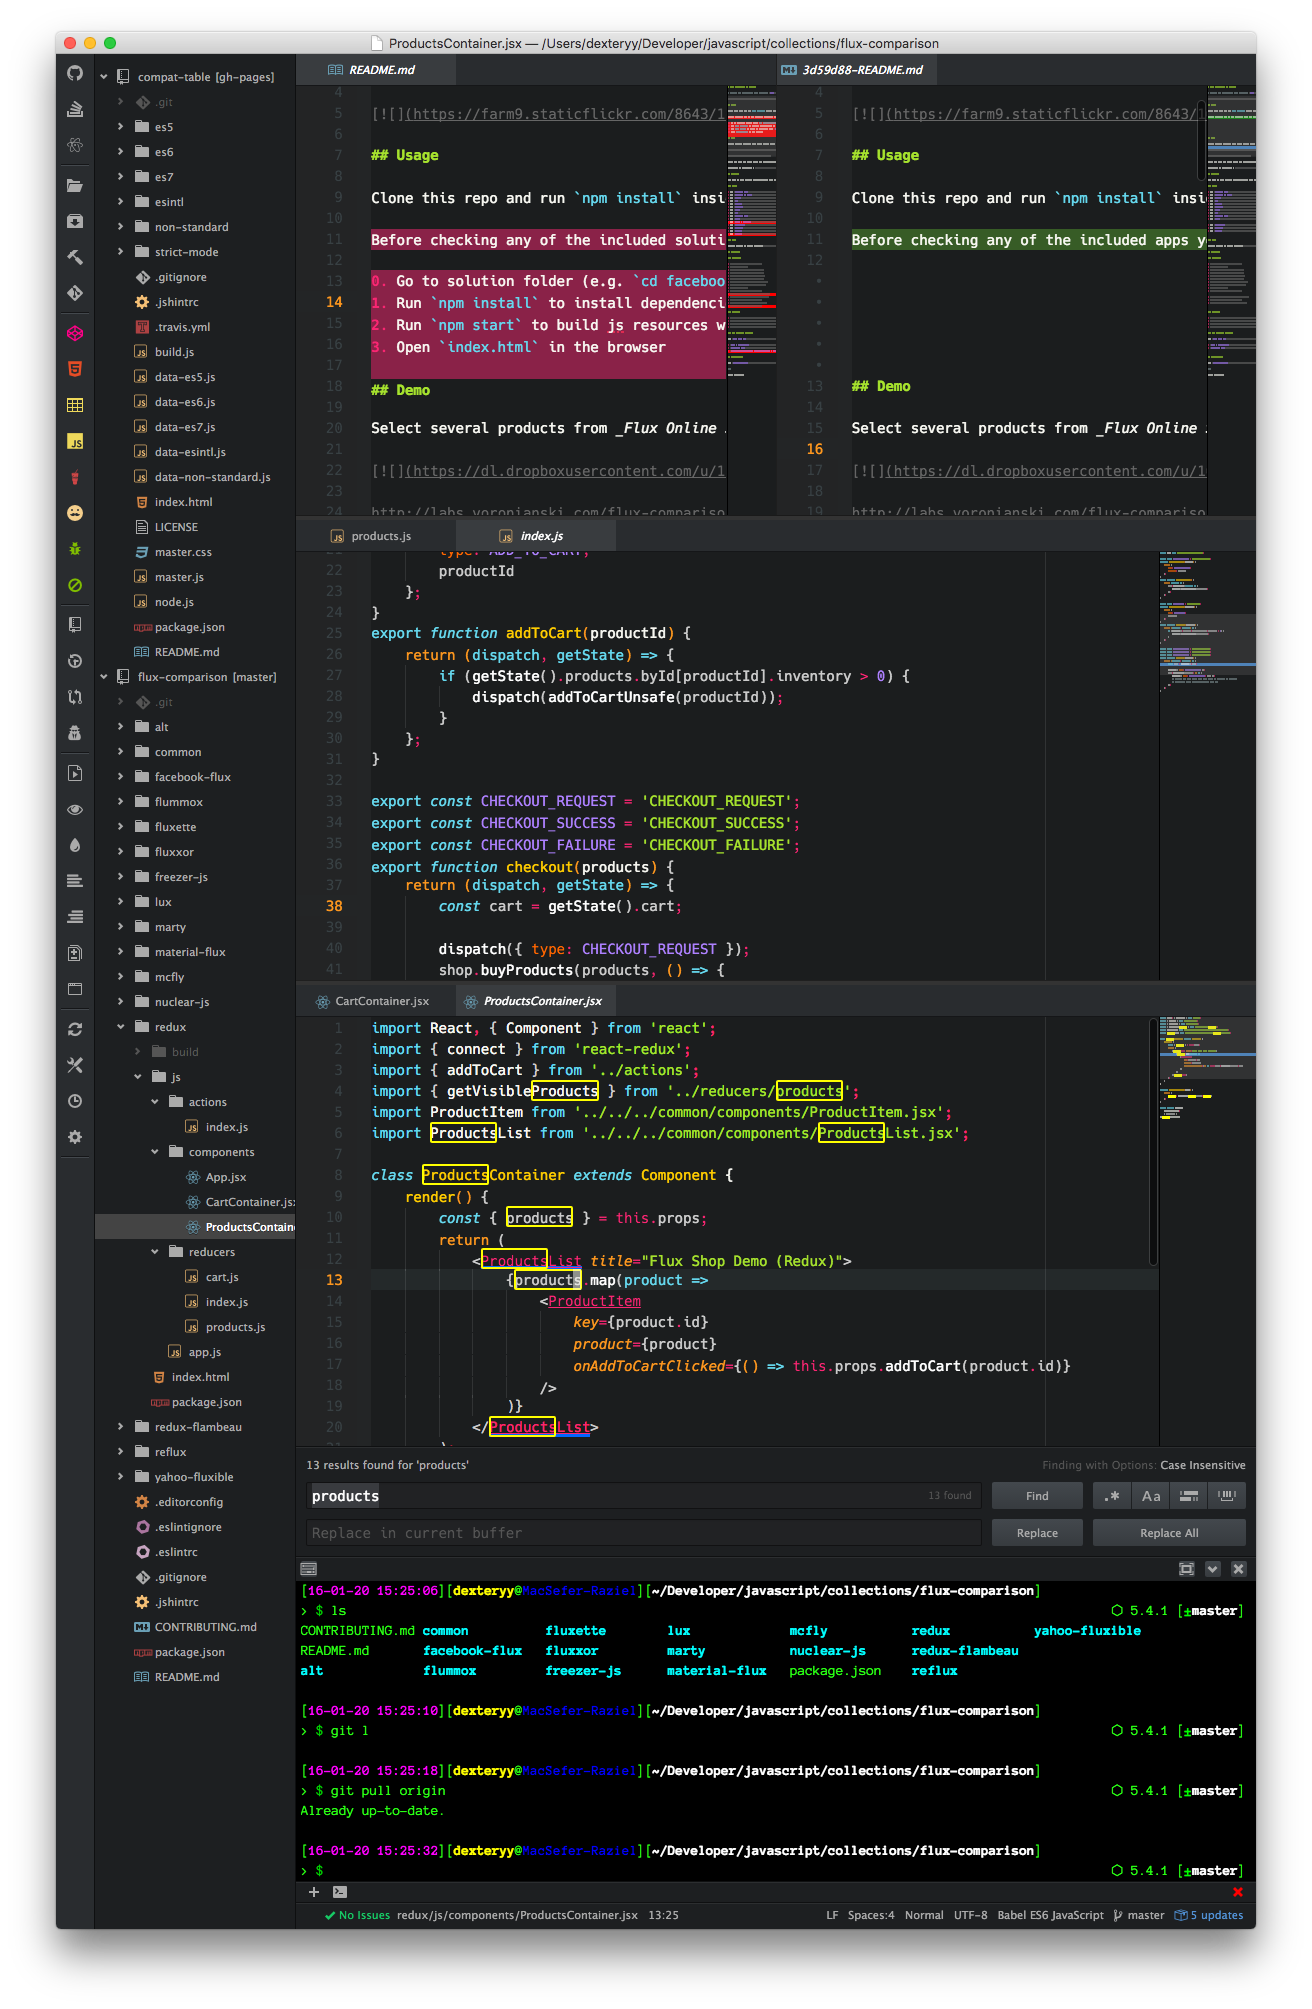 ProductsContainer.jsx — /Users/dexteryy/Developer/javascript/collections/flux-comparison
compat-table [gh-pages]
.git
es5
es6
es7
esintl
non-standard
strict-mode
.gitignore
.jshintrc
.travis.yml
build.js
data-es5.js
data-es6.js
data-es7.js
data-esintl.js
data-non-standard.js
index.html
LICENSE
master.css
master.js
node.js
package.json
README.md
flux-comparison [master]
.git
alt
common
facebook-flux
flummox
fluxette
fluxxor
freezer-js
lux
marty
material-flux
mcfly
nuclear-js
redux
build
js
actions
index.js
components
App.jsx
CartContainer.jsx
ProductsContaine
reducers
cart.js
index.js
products.js
app.js
index.html
package.json
redux-flambeau
reflux
yahoo-fluxible
.editorconfig
.eslintignore
.eslintrc
.gitignore
.jshintrc
CONTRIBUTING.md
package.json
README.md
README.md
4
5 [![](https://farm9.staticflickr.com/8643/1
6
7 ## Usage
8
9 Clone this repo and run `npm install` insi
10
11 Before checking any of the included soluti
12
13 0. Go to solution folder (e.g. `cd faceboo
14 1. Run `npm install` to install dependenci
15 2. Run `npm start` to build js resources w
16 3. Open `index.html` in the browser
17
18 ## Demo
19
20 Select several products from _Flux Online
21
22 [![](https://dl.dropboxusercontent.com/u/1
23
24 http://labs.voronianski.com/flux-compariso
3d59d88-README.md
4
5 [![](https://farm9.staticflickr.com/8643/1
6
7 ## Usage
8
9 Clone this repo and run `npm install` insi
10
11 Before checking any of the included apps y
12
13 ## Demo
14
15 Select several products from _Flux Online
16
17 [![](https://dl.dropboxusercontent.com/u/1
18
19 http://labs.voronianski.com/flux-compariso
products.js index.js
21 type: ADD_TO_CART,
22 productId
23 };
24 }
25 export function addToCart(productId) {
26 return (dispatch, getState) => {
27 if (getState().products.byId[productId].inventory > 0) {
28 dispatch(addToCartUnsafe(productId));
29 }
30 };
31 }
32
33 export const CHECKOUT_REQUEST = 'CHECKOUT_REQUEST';
34 export const CHECKOUT_SUCCESS = 'CHECKOUT_SUCCESS';
35 export const CHECKOUT_FAILURE = 'CHECKOUT_FAILURE';
36 export function checkout(products) {
37 return (dispatch, getState) => {
38 const cart = getState().cart;
39
40 dispatch({ type: CHECKOUT_REQUEST });
41 shop.buyProducts(products, () => {
CartContainer.jsx ProductsContainer.jsx
1 import React, { Component } from 'react';
2 import { connect } from 'react-redux';
3 import { addToCart } from '../actions';
4 import { getVisibleProducts } from '../reducers/products';
5 import ProductItem from '../../../common/components/ProductItem.jsx';
6 import ProductsList from '../../../common/components/ProductsList.jsx';
7
8 class ProductsContainer extends Component {
9 render() {
10 const { products } = this.props;
11 return (
12 <ProductsList title="Flux Shop Demo (Redux)">
13 {products.map(product =>
14 <ProductItem
15 key={product.id}
16 product={product}
17 onAddToCartClicked={() => this.props.addToCart(product.id)}
18 />
19 )}
20 </ProductsList>
13 results found for 'products' Finding with Options: Case Insensitive
products 13 found Find .* Aa
Replace in current buffer Replace Replace All
[16-01-20 15:25:06][dexteryy@MacSefer-Raziel][~/Developer/javascript/collections/flux-comparison]
› $ ls ⬡ 5.4.1 [±master]
CONTRIBUTING.md common fluxette lux mcfly redux yahoo-fluxible
README.md facebook-flux fluxxor marty nuclear-js redux-flambeau
alt flummox freezer-js material-flux package.json reflux
[16-01-20 15:25:10][dexteryy@MacSefer-Raziel][~/Developer/javascript/collections/flux-comparison]
› $ git l ⬡ 5.4.1 [±master]
[16-01-20 15:25:18][dexteryy@MacSefer-Raziel][~/Developer/javascript/collections/flux-comparison]
› $ git pull origin ⬡ 5.4.1 [±master]
Already up-to-date.
[16-01-20 15:25:32][dexteryy@MacSefer-Raziel][~/Developer/javascript/collections/flux-comparison]
› $ ⬡ 5.4.1 [±master]
No Issues redux/js/components/ProductsContainer.jsx 13:25 LF Spaces:4 Normal UTF-8 Babel ES6 JavaScript master 5 updates